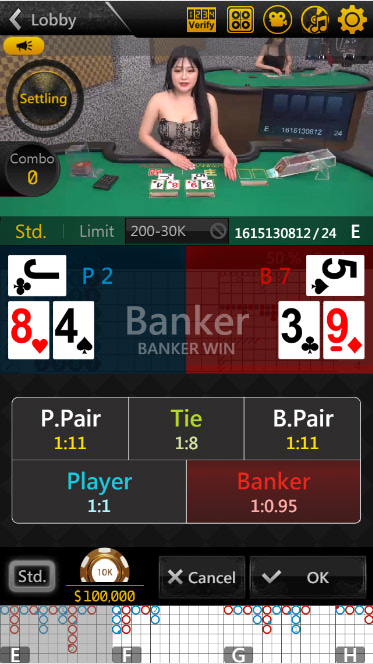 Lobby
1234
Verify
Settling
Combo
0
E 1615130812 / 24
Std. Limit 200-30K 1615130812/24 E
P 2
B 7
J
5
8 4
3 9
Banker
BANKER WIN
P.Pair
1:11
Tie
1:8
B.Pair
1:11
Player
1:1
Banker
1:0.95
Std.
10K
$100,000
Cancel
OK
E F G H